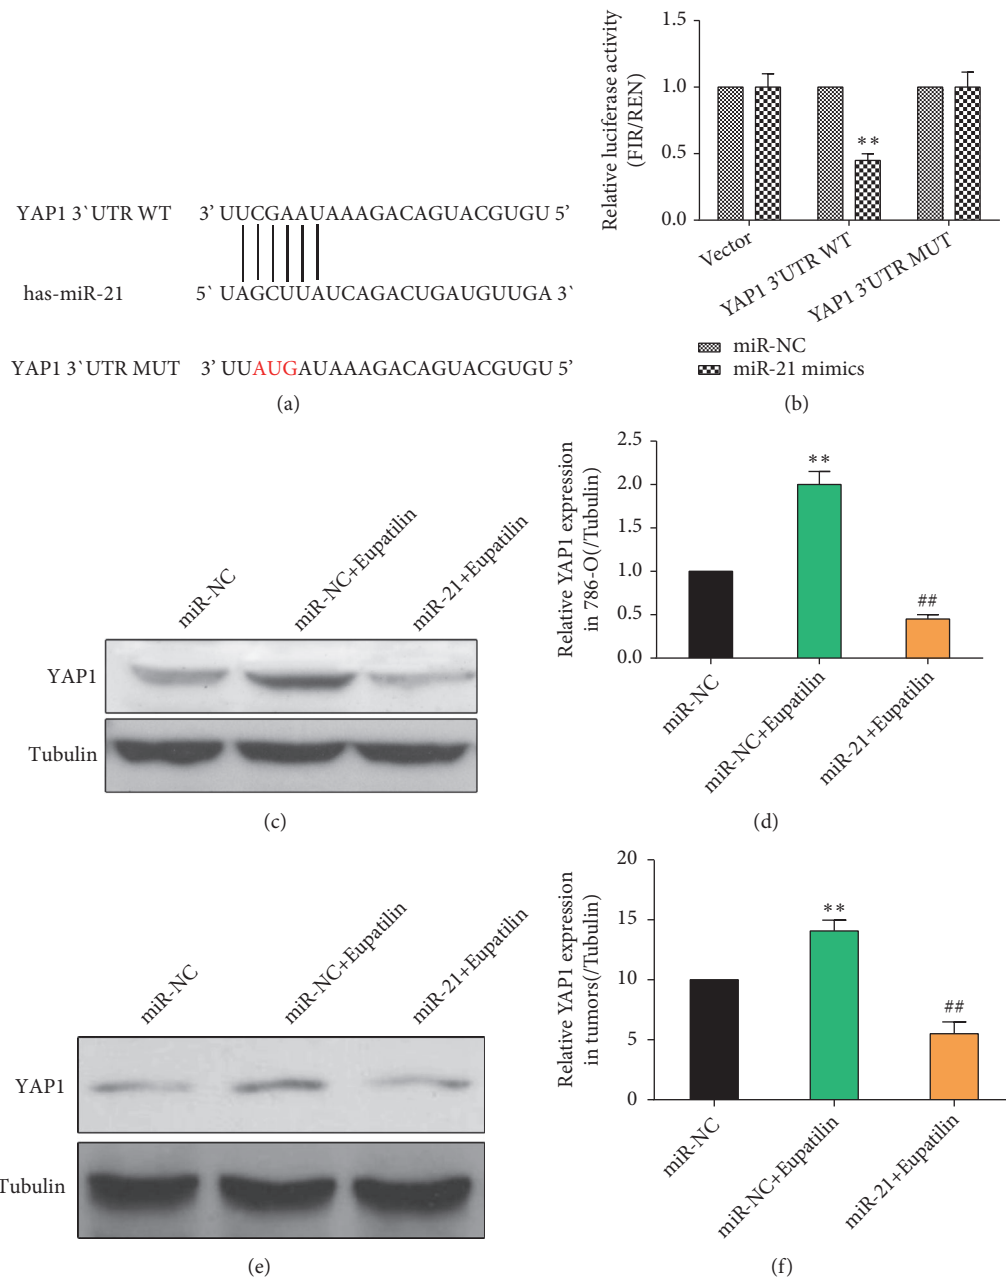 YAP1 3`UTR WT 3' UUCGAAUAAAGACAGUACGUGU 5'
has-miR-21 5` UAGCUUAUCAGACUGAUGUUGA 3`
YAP1 3`UTR MUT 3' UUAUGAUAAAGACAGUACGUGU 5'
(a)
Relative luciferase activity
(FIR/REN)
1.5
1.0
0.5
0.0
**
Vector
YAP1 3'UTR WT
YAP1 3'UTR MUT
miR-NC
miR-21 mimics
(b)
miR-NC
miR-NC+Eupatilin
miR-21+Eupatilin
YAP1
Tubulin
(c)
Relative YAP1 expression
in 786-O(/Tubulin)
2.5
2.0
1.5
1.0
0.5
0.0
**
##
miR-NC
miR-NC+Eupatilin
miR-21+Eupatilin
(d)
miR-NC
miR-NC+Eupatilin
miR-21+Eupatilin
YAP1
Tubulin
(e)
Relative YAP1 expression
in tumors(/Tubulin)
20
15
10
5
0
**
##
miR-NC
miR-NC+Eupatilin
miR-21+Eupatilin
(f)